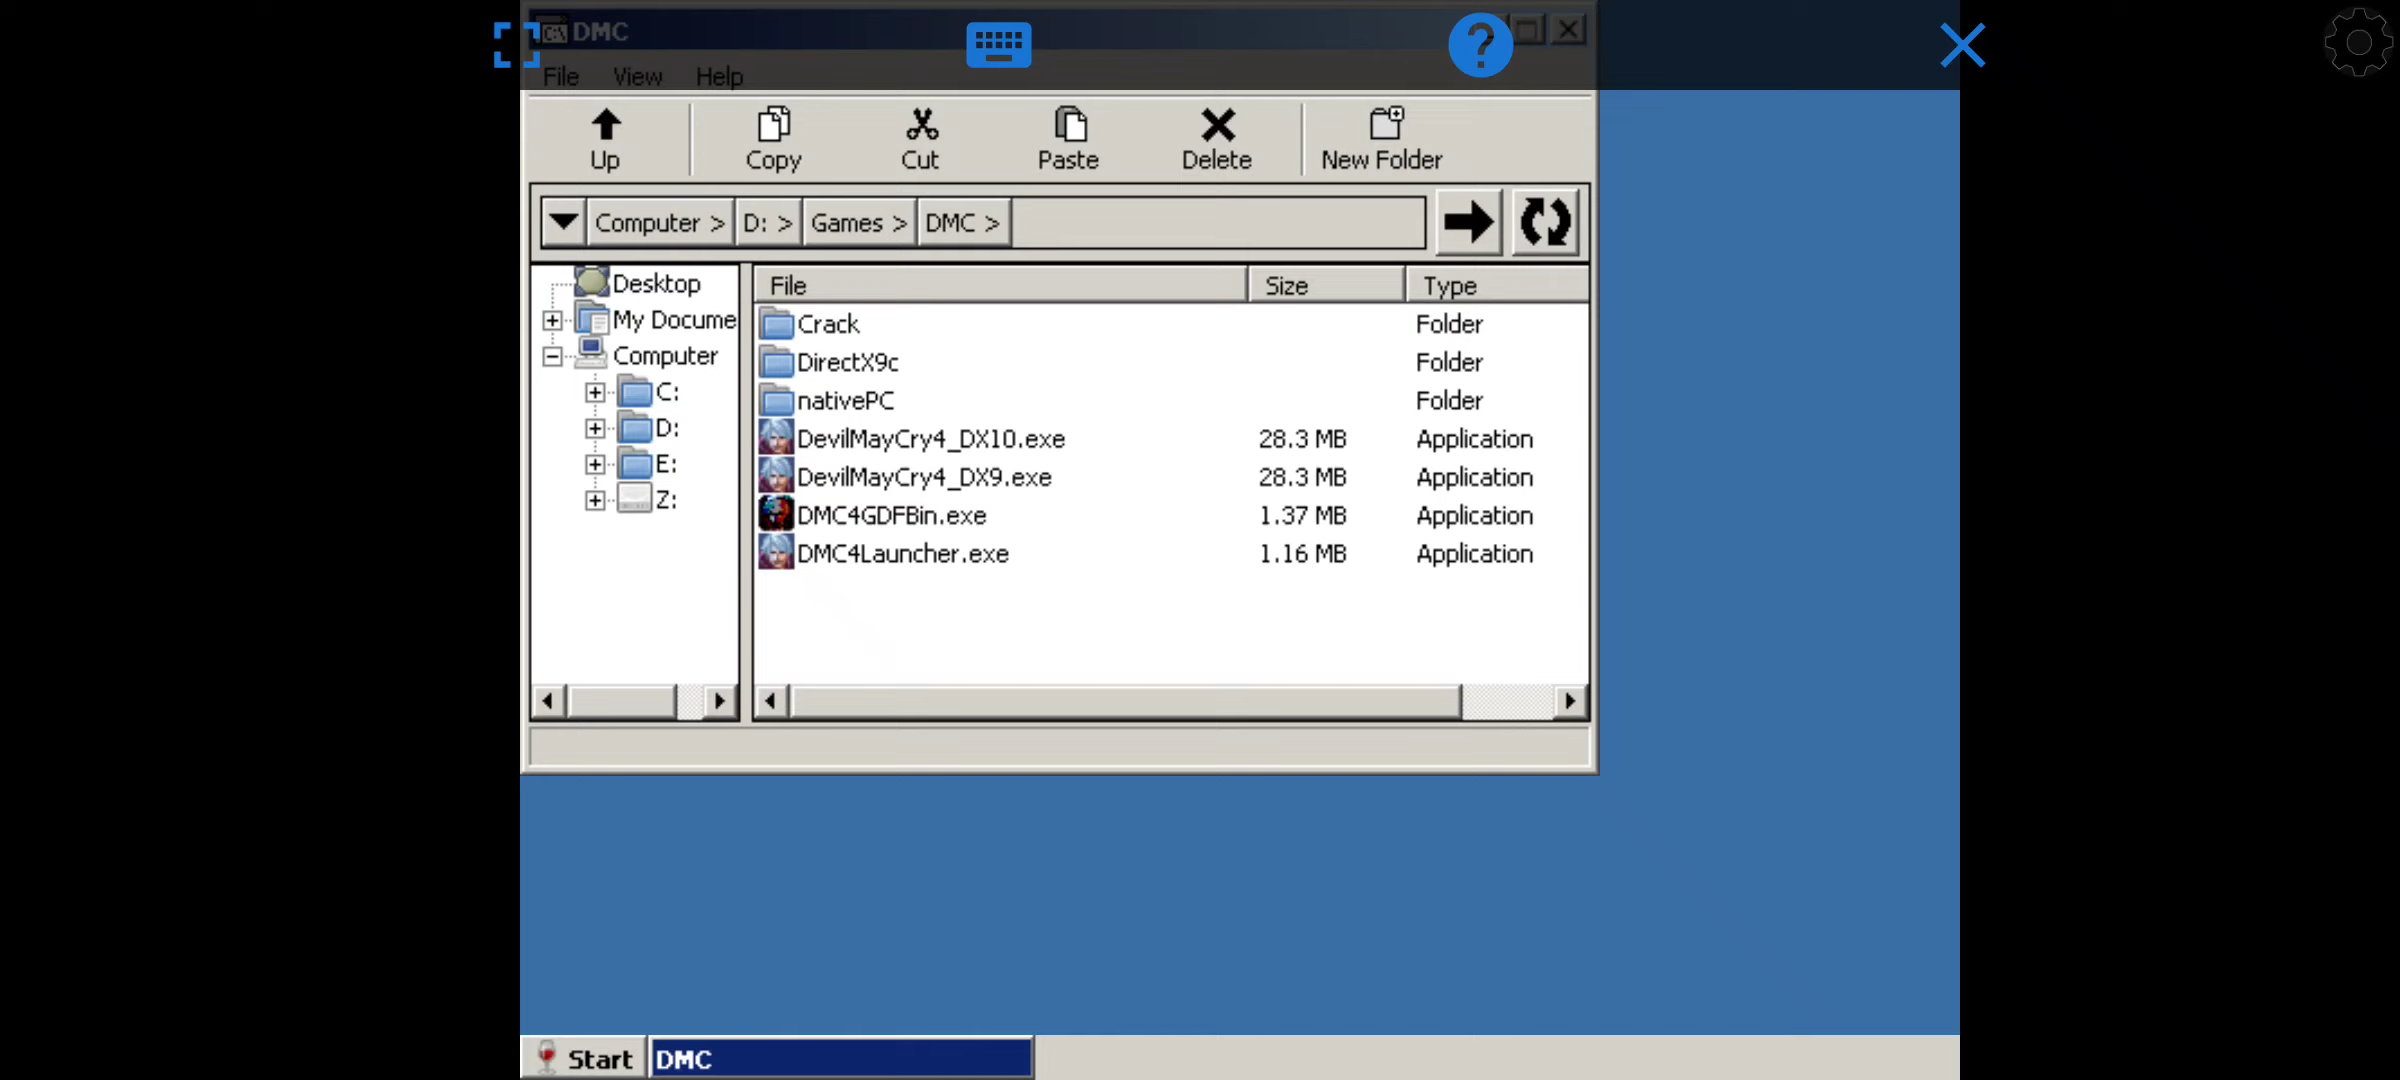 DMC
File View Help
Up Copy Cut Paste Delete New Folder
Computer > D: > Games > DMC >
Desktop
My Docume
Computer
C:
D:
E:
Z:
File Size Type
Crack Folder
DirectX9c Folder
nativePC Folder
DevilMayCry4_DX10.exe 28.3 MB Application
DevilMayCry4_DX9.exe 28.3 MB Application
DMC4GDFBin.exe 1.37 MB Application
DMC4Launcher.exe 1.16 MB Application
Start DMC